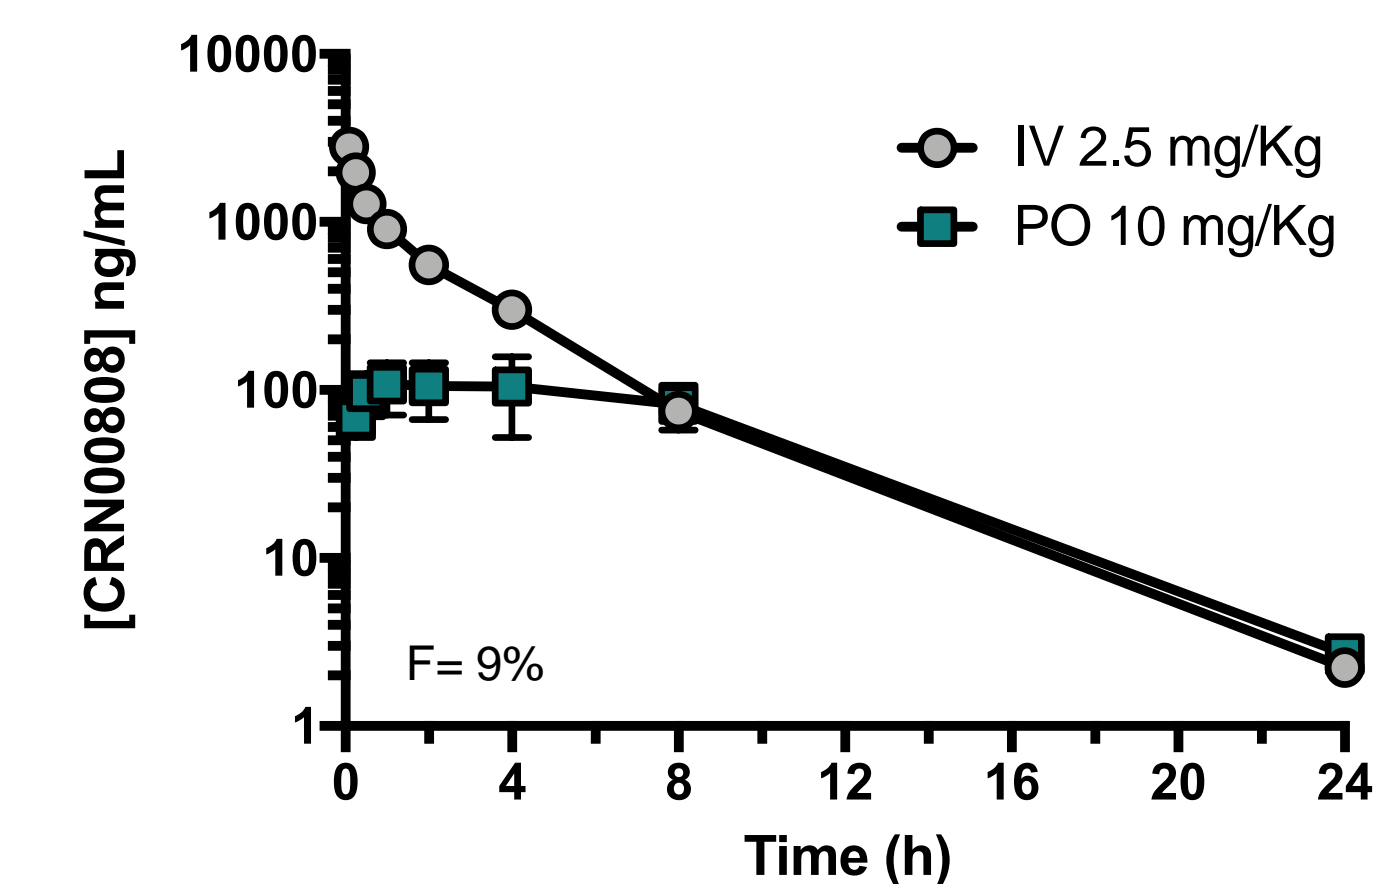 10000
1000
100
10
1
[CRN00808] ng/mL
IV 2.5 mg/Kg
PO 10 mg/Kg
F= 9%
0 4 8 12 16 20 24
Time (h)